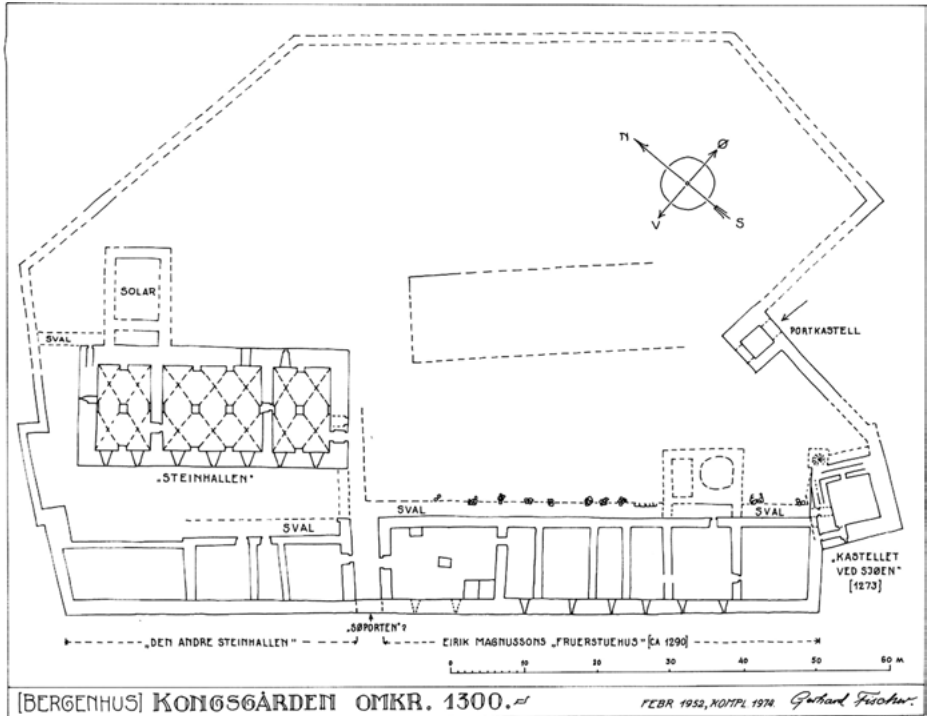 N
Ø
V
S
SOLAR
SVAL
PORTKASTELL
„STEINHALLEN"
SVAL
SVAL
SVAL
„KASTELLET
VED SJØEN"
[1273]
„SØPORTEN"?
„DEN ANDRE STEINHALLEN"
EIRIK MAGNUSSONS „FRUERSTUEHUS" [CA 1290]
0 10 20 30 40 50 60 M
[BERGENHUS] KONGSGÅRDEN OMKR. 1300.
FEBR 1952, KOMPL 1974. Gerhard Fischer.